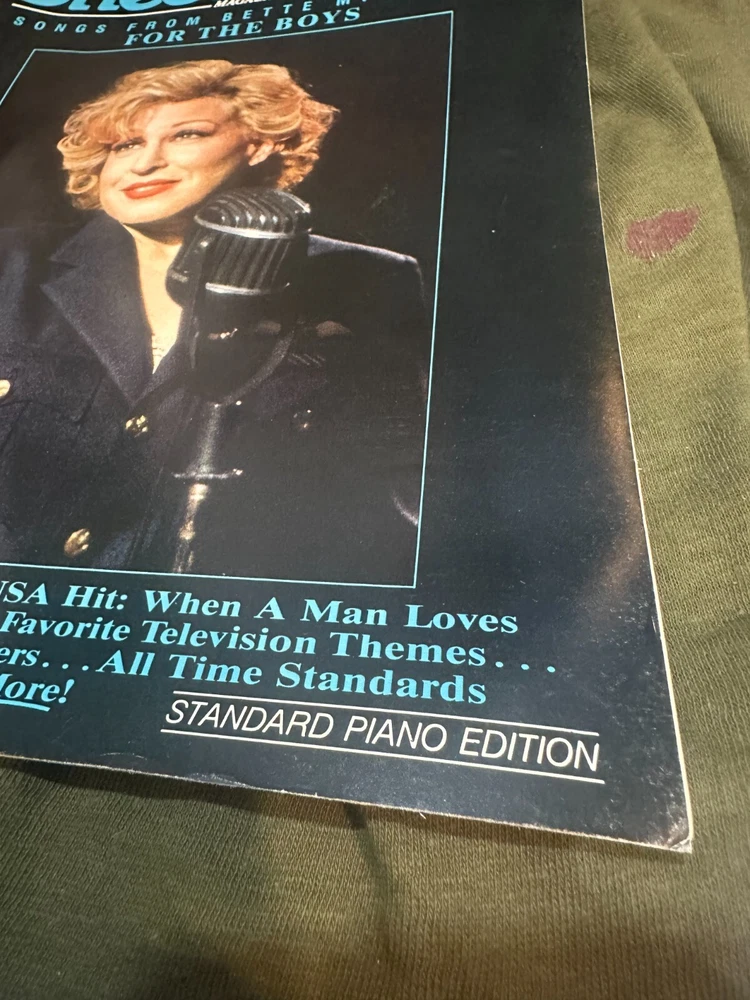 MAGAZINE
SONGS FROM BETTE
FOR THE BOYS
USA Hit: When A Man Loves
Favorite Television Themes...
ers...All Time Standards
More!
STANDARD PIANO EDITION